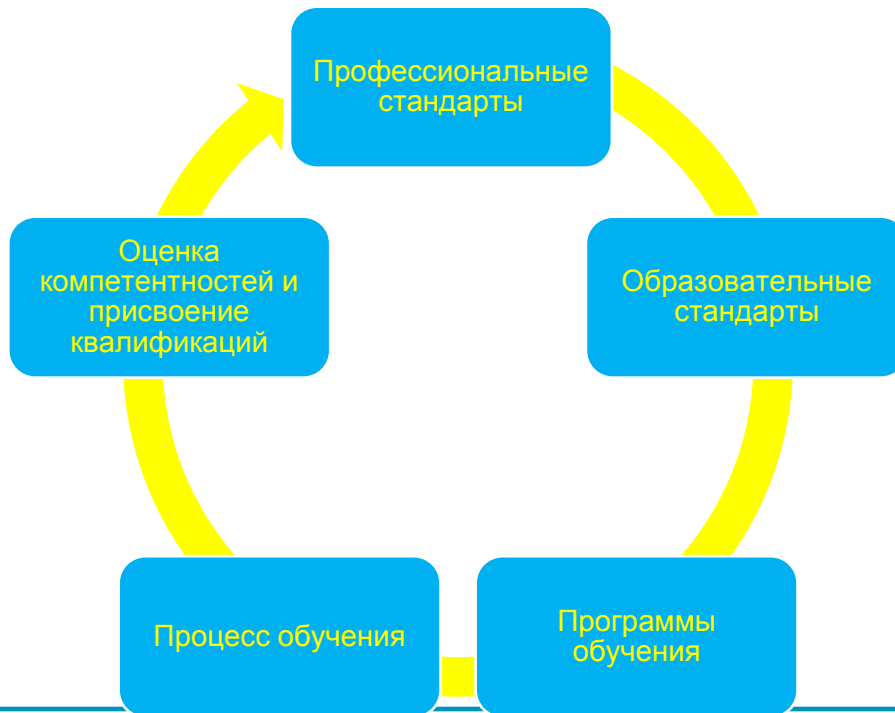 Профессиональные
стандарты
Образовательные
стандарты
Программы
обучения
Процесс обучения
Оценка
компетентностей и
присвоение
квалификаций